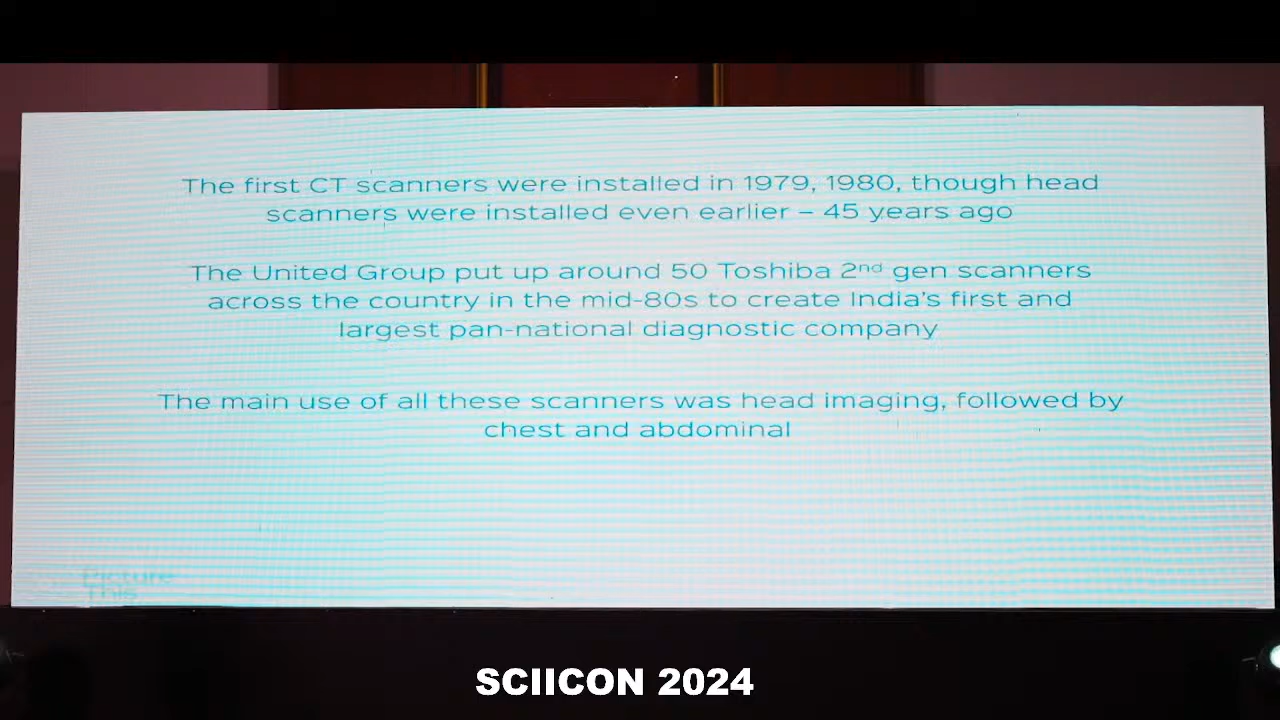 The first CT scanners were installed in 1979, 1980, though head
scanners were installed even earlier – 45 years ago
The United Group put up around 50 Toshiba 2nd gen scanners
across the country in the mid-80s to create India's first and
largest pan-national diagnostic company
The main use of all these scanners was head imaging, followed by
chest and abdominal
Picture
This
SCIICON 2024